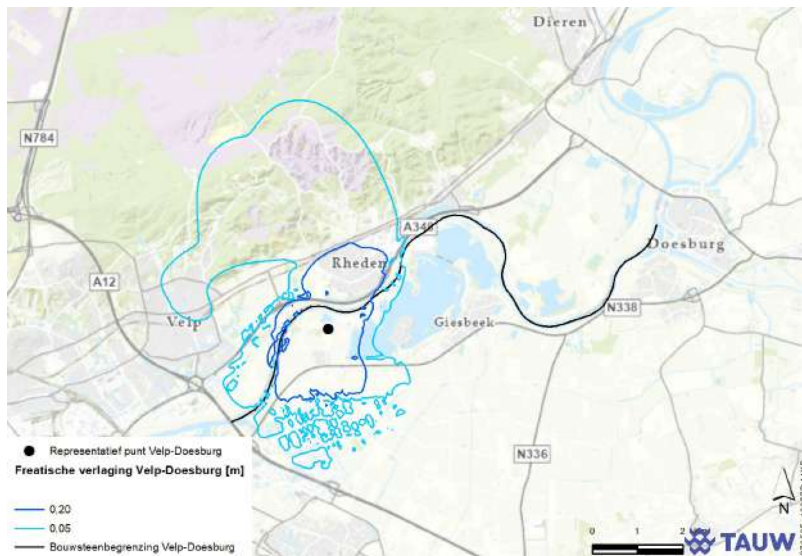 Dieren
N784
A348
Rheden
Doesburg
A12
Velp
Giesbeek
N338
Representatief punt Velp-Doesburg
Freatische verlaging Velp-Doesburg [m]
N336
0,20
0,05
Bouwsteenbegrenzing Velp-Doesburg
N
0 1 2
TAUW